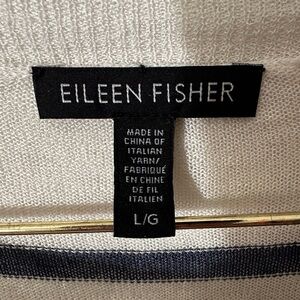 EILEEN FISHER
MADE IN
CHINA OF
ITALIAN
YARN/
FABRIQUÉ
EN CHINE
DE FIL
ITALIEN
L/G